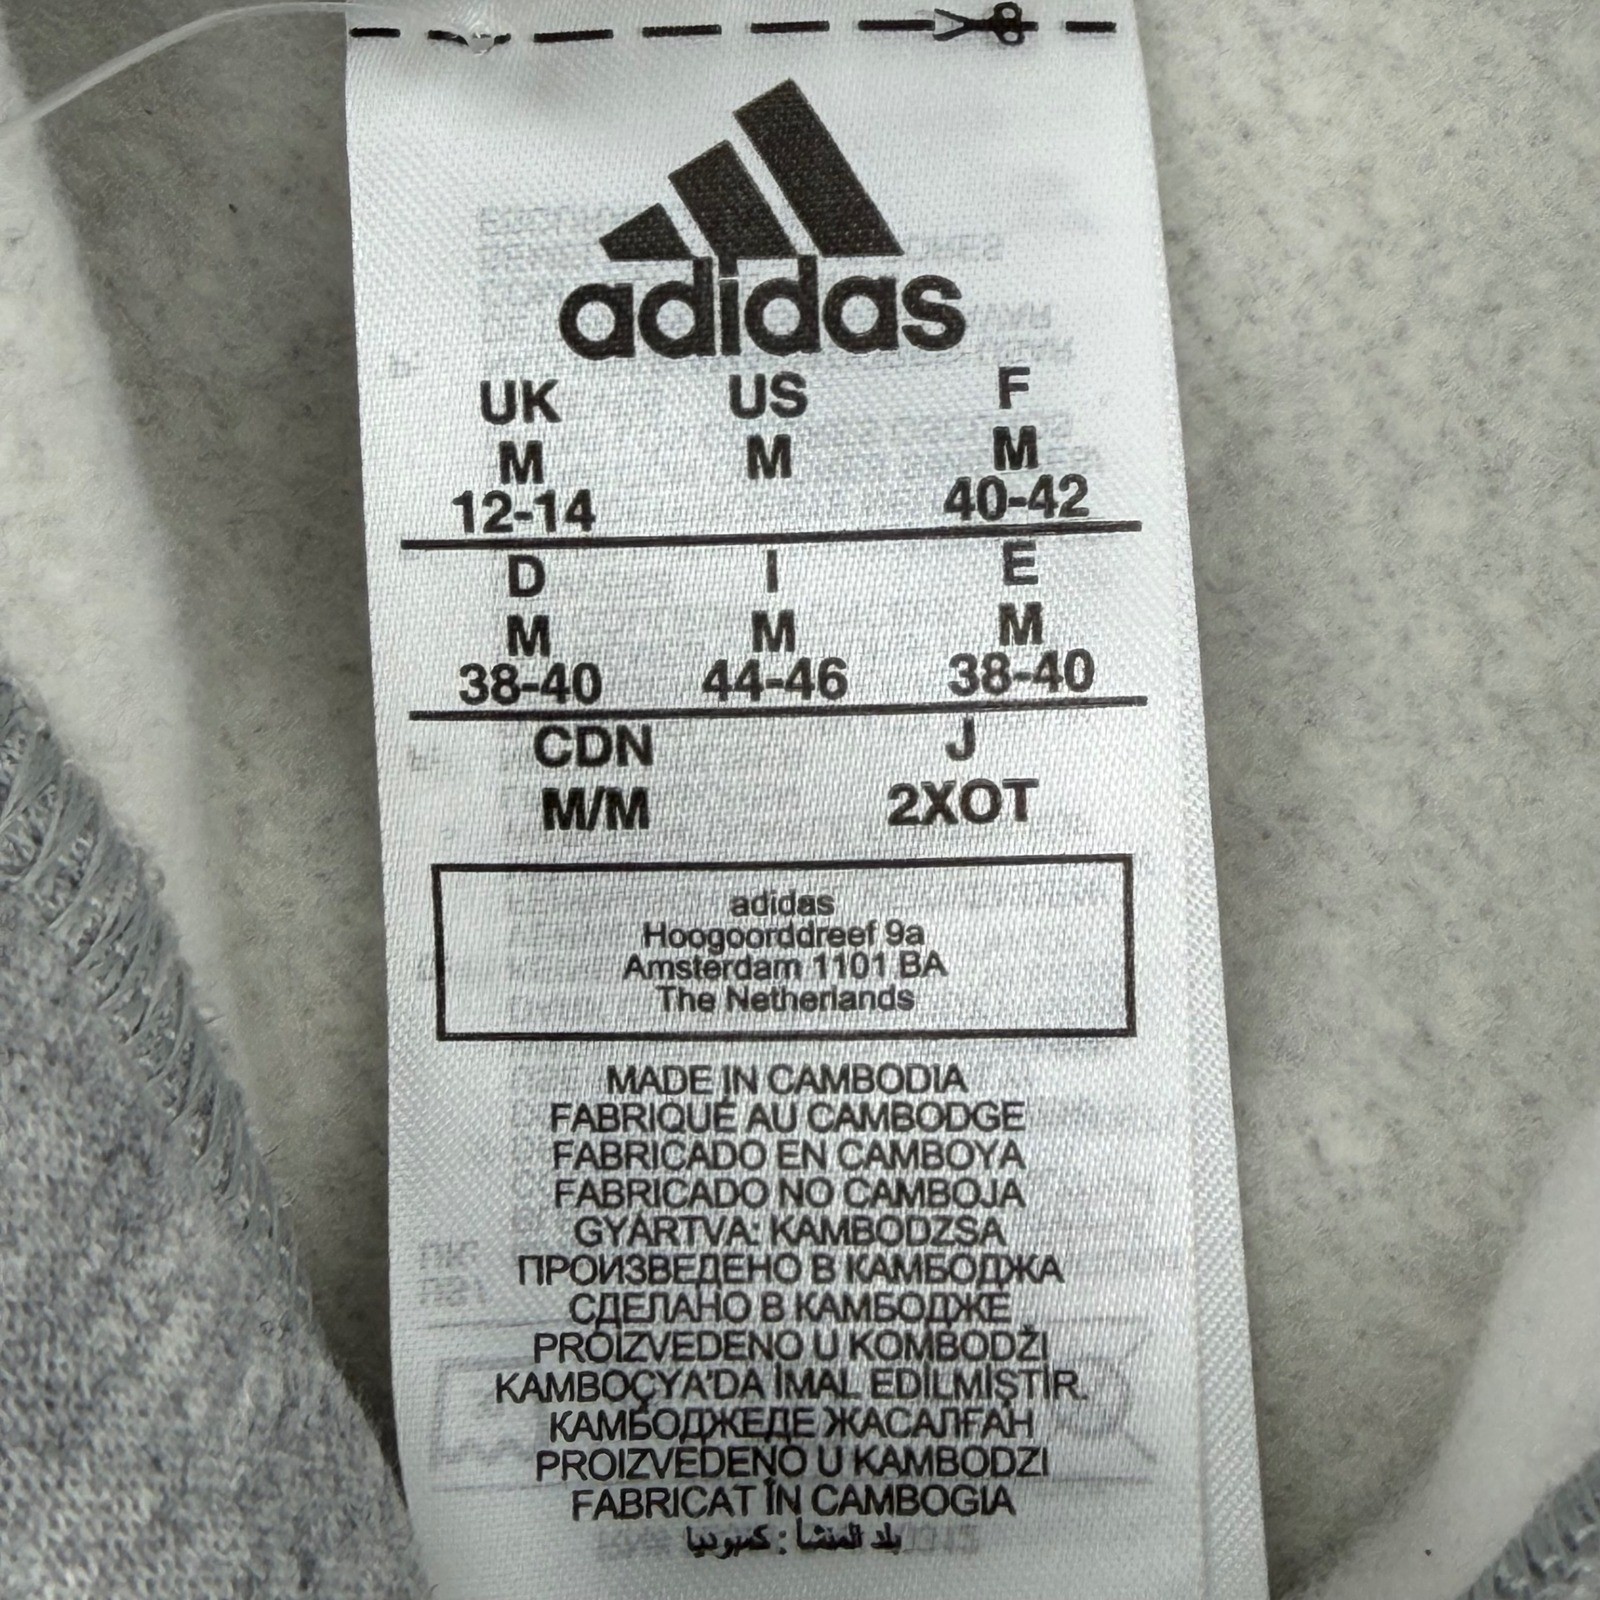 adidas
UK US F
M M M
12-14 40-42
D I E
M M M
38-40 44-46 38-40
CDN J
M/M 2XOT
adidas
Hoogoorddreef 9a
Amsterdam 1101 BA
The Netherlands
MADE IN CAMBODIA
FABRIQUÉ AU CAMBODGE
FABRICADO EN CAMBOYA
FABRICADO NO CAMBOJA
GYÁRTVA: KAMBODZSA
ПРОИЗВЕДЕНО В КАМБОДЖА
СДЕЛАНО В КАМБОДЖЕ
PROIZVEDENO U KOMBODŽI
KAMBOÇYA'DA İMAL EDİLMİŞTİR.
КАМБОДЖЕДЕ ЖАСАЛҒАН
PROIZVEDENO U KAMBODZI
FABRICAT ÎN CAMBOGIA
بلد المنشأ : كمبوديا